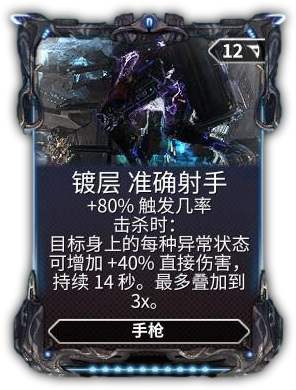 12
镀层 准确射手
+80% 触发几率
击杀时：
目标身上的每种异常状态
可增加 +40% 直接伤害，
持续 14 秒。最多叠加到
3x。
手枪